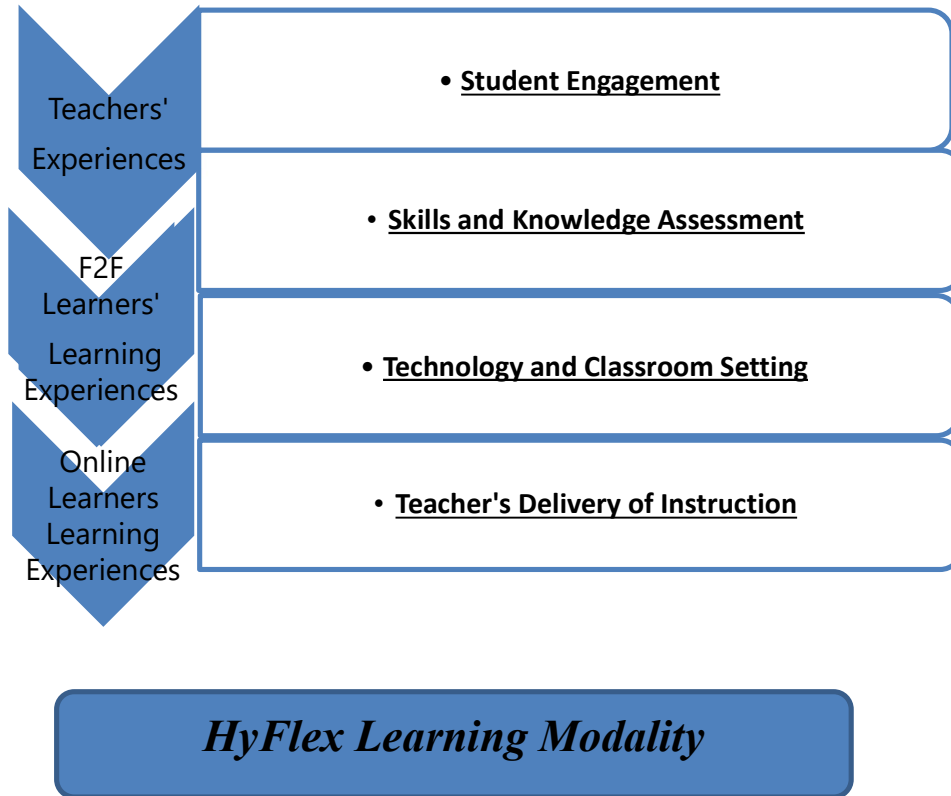 • Student Engagement
Teachers'
Experiences
• Skills and Knowledge Assessment
F2F
Learners'
Learning
Experiences
• Technology and Classroom Setting
Online
Learners
Learning
Experiences
• Teacher's Delivery of Instruction
HyFlex Learning Modality